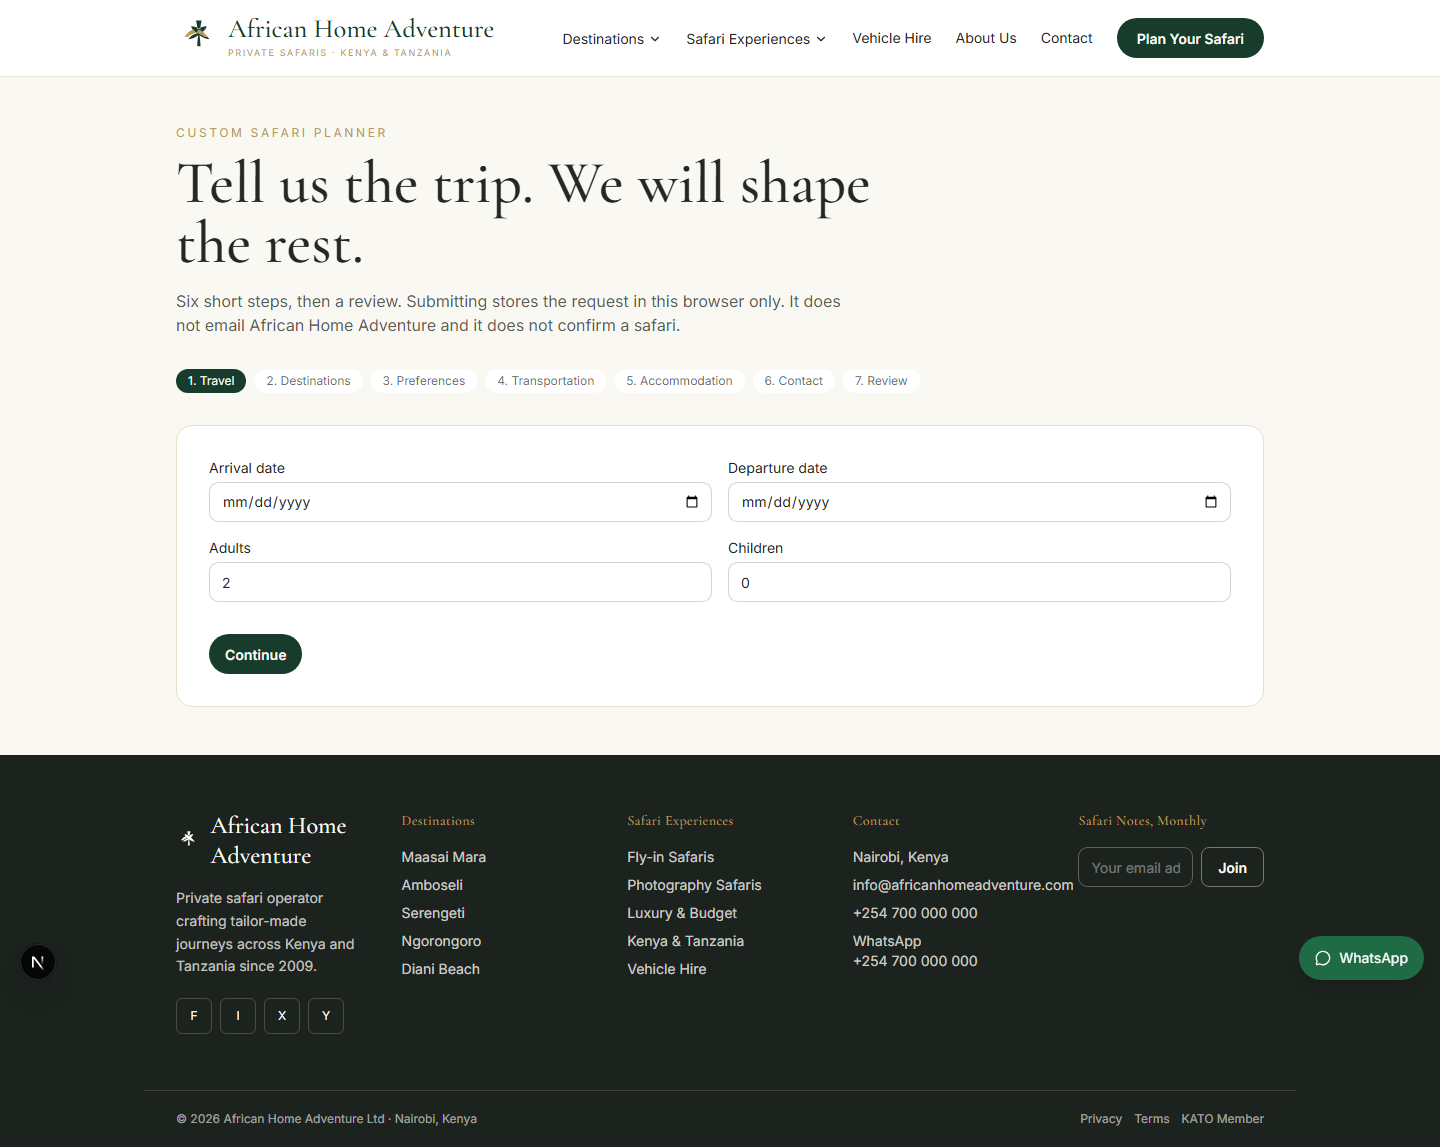 African Home Adventure
PRIVATE SAFARIS · KENYA & TANZANIA
Destinations
Safari Experiences
Vehicle Hire
About Us
Contact
Plan Your Safari
CUSTOM SAFARI PLANNER
Tell us the trip. We will shape
the rest.
Six short steps, then a review. Submitting stores the request in this browser only. It does
not email African Home Adventure and it does not confirm a safari.
1. Travel
2. Destinations
3. Preferences
4. Transportation
5. Accommodation
6. Contact
7. Review
Arrival date
mm/dd/yyyy
Departure date
mm/dd/yyyy
Adults
2
Children
0
Continue
African Home
Adventure
Private safari operator
crafting tailor-made
journeys across Kenya and
Tanzania since 2009.
F
I
X
Y
Destinations
Maasai Mara
Amboseli
Serengeti
Ngorongoro
Diani Beach
Safari Experiences
Fly-in Safaris
Photography Safaris
Luxury & Budget
Kenya & Tanzania
Vehicle Hire
Contact
Nairobi, Kenya
info@africanhomeadventure.com
+254 700 000 000
WhatsApp
+254 700 000 000
Safari Notes, Monthly
Your email ad
Join
N
WhatsApp
© 2026 African Home Adventure Ltd · Nairobi, Kenya
Privacy
Terms
KATO Member